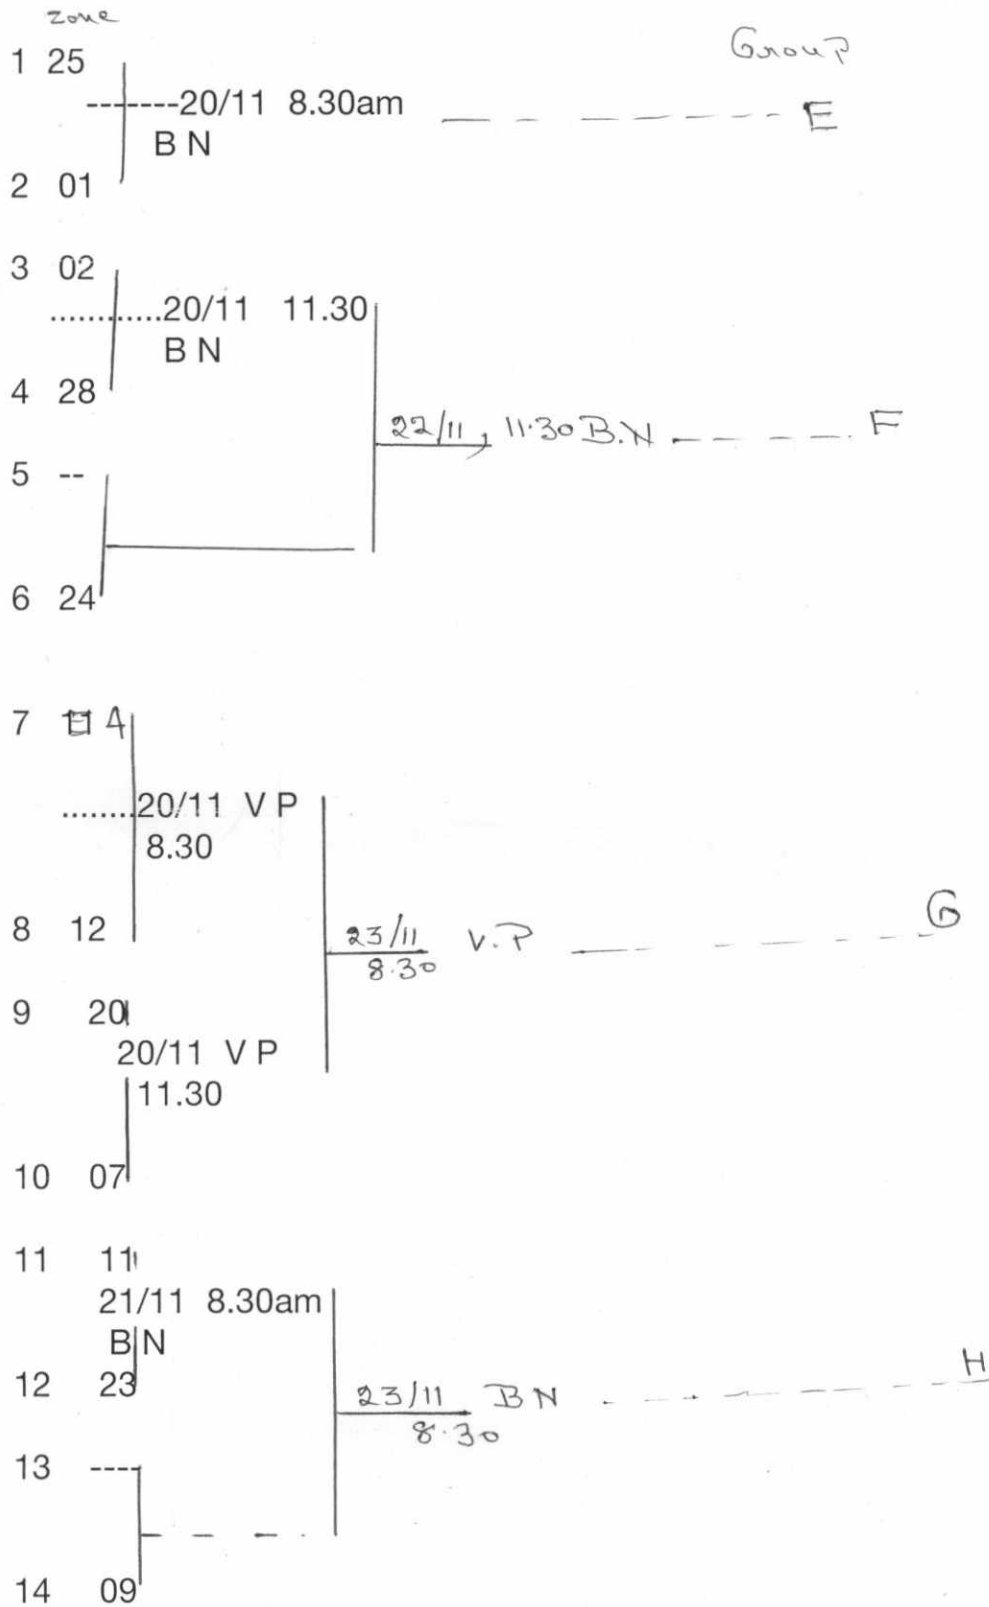 zone
Group
1 25
-------20/11 8.30am
E
B N
2 01
3 02
.............20/11 11.30
B N
4 28
22/11, 11.30 B.N
F
5 --
6 24
7 4
........20/11 V P
8.30
8 12
23/11 V.P
G
8.30
9 20
20/11 V P
11.30
10 07
11 11
21/11 8.30am
B N
12 23
23/11 BN
H
8.30
13 ----
14 09